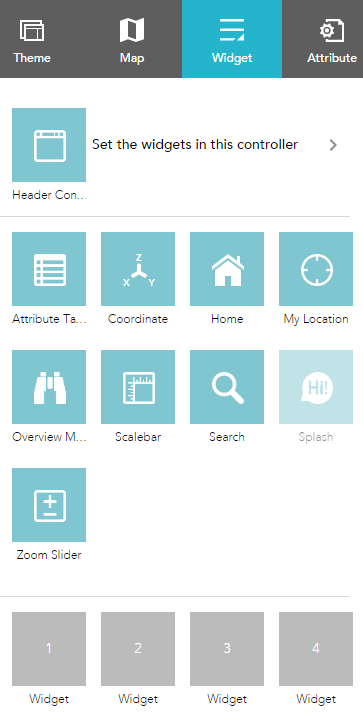 Theme Map Widget Attribute
Set the widgets in this controller
Header Con...
Z
X Y
Attribute Ta... Coordinate Home My Location
Hi!
Overview M... Scalebar Search Splash
Zoom Slider
1 2 3 4
Widget Widget Widget Widget